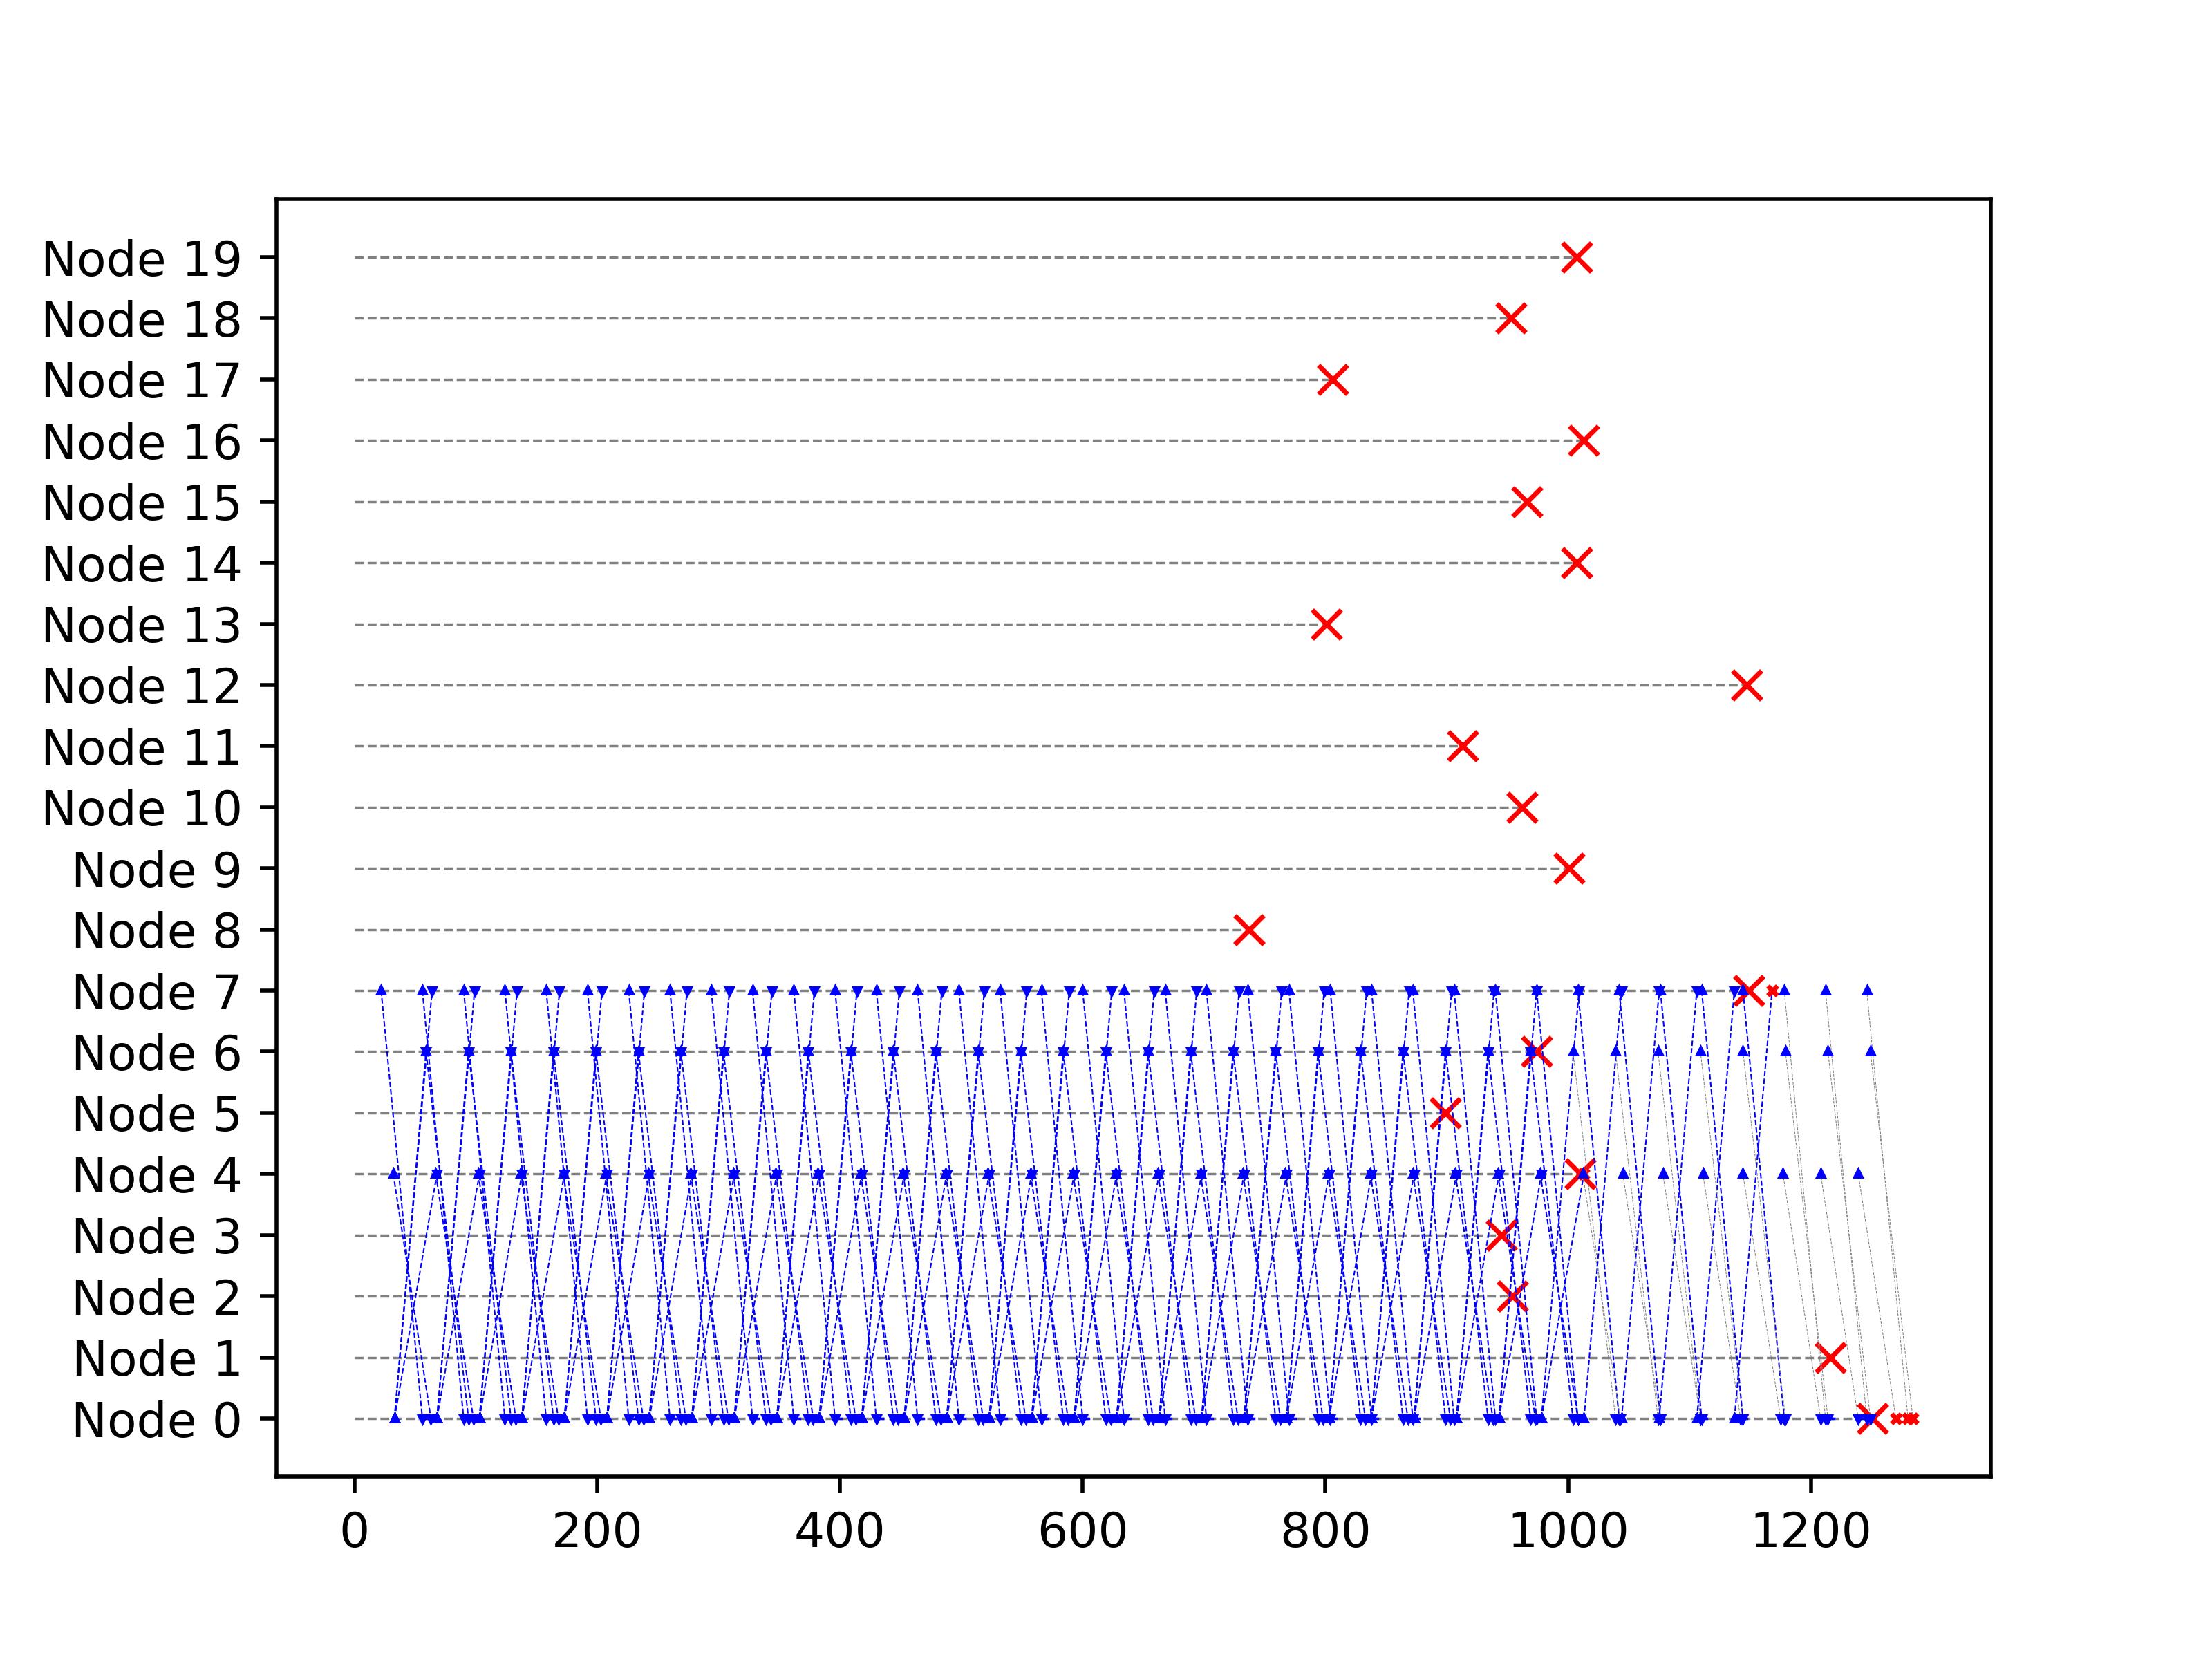 Node 19
Node 18
Node 17
Node 16
Node 15
Node 14
Node 13
Node 12
Node 11
Node 10
Node 9
Node 8
Node 7
Node 6
Node 5
Node 4
Node 3
Node 2
Node 1
Node 0
0 200 400 600 800 1000 1200